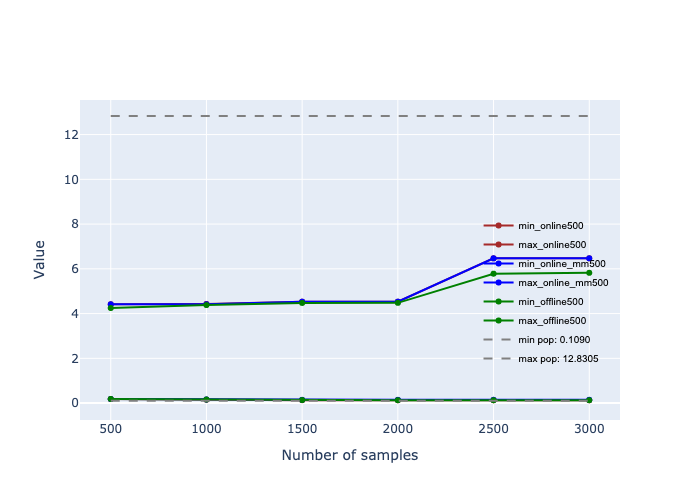 12
10
8
6
4
2
0
Value
500
1000
1500
2000
2500
3000
Number of samples
min_online500
max_online500
min_online_mm500
max_online_mm500
min_offline500
max_offline500
min pop: 0.1090
max pop: 12.8305